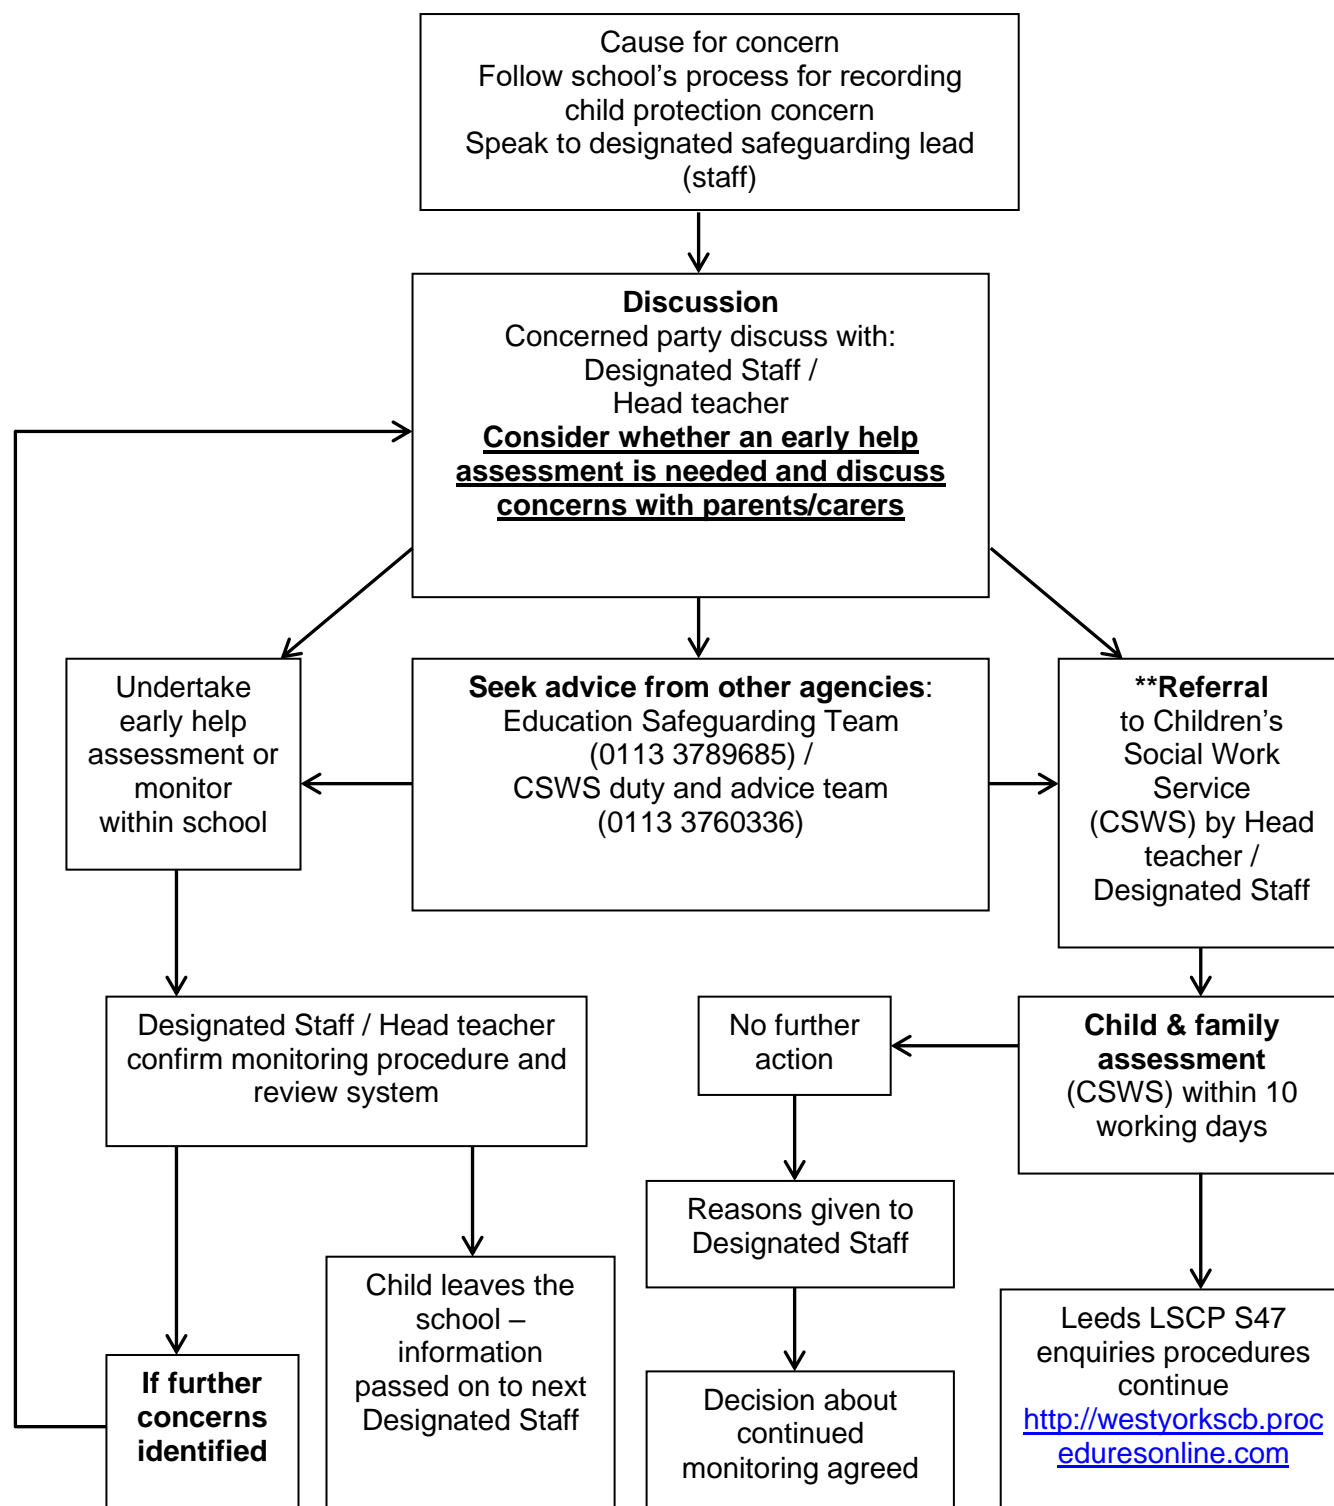 Cause for concern
Follow school’s process for recording
child protection concern
Speak to designated safeguarding lead
(staff)
Discussion
Concerned party discuss with:
Designated Staff /
Head teacher
Consider whether an early help
assessment is needed and discuss
concerns with parents/carers
Undertake
early help
assessment or
monitor
within school
Seek advice from other agencies:
Education Safeguarding Team
(0113 3789685) /
CSWS duty and advice team
(0113 3760336)
**Referral
to Children’s
Social Work
Service
(CSWS) by Head
teacher /
Designated Staff
Designated Staff / Head teacher
confirm monitoring procedure and
review system
No further
action
Child & family
assessment
(CSWS) within 10
working days
Reasons given to
Designated Staff
Child leaves the
school –
information
passed on to next
Designated Staff
Leeds LSCP S47
enquiries procedures
continue
http://westyorkscb.proc
eduresonline.com
If further
concerns
identified
Decision about
continued
monitoring agreed